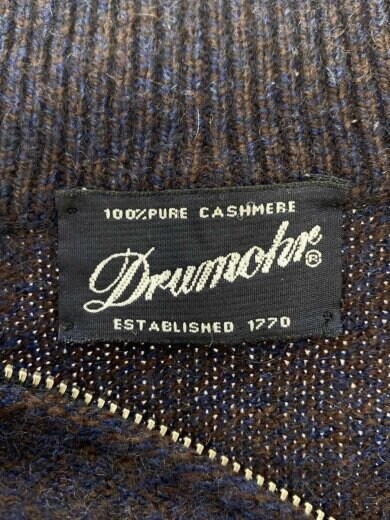 100% PURE CASHMERE
Drumohr®
ESTABLISHED 1770